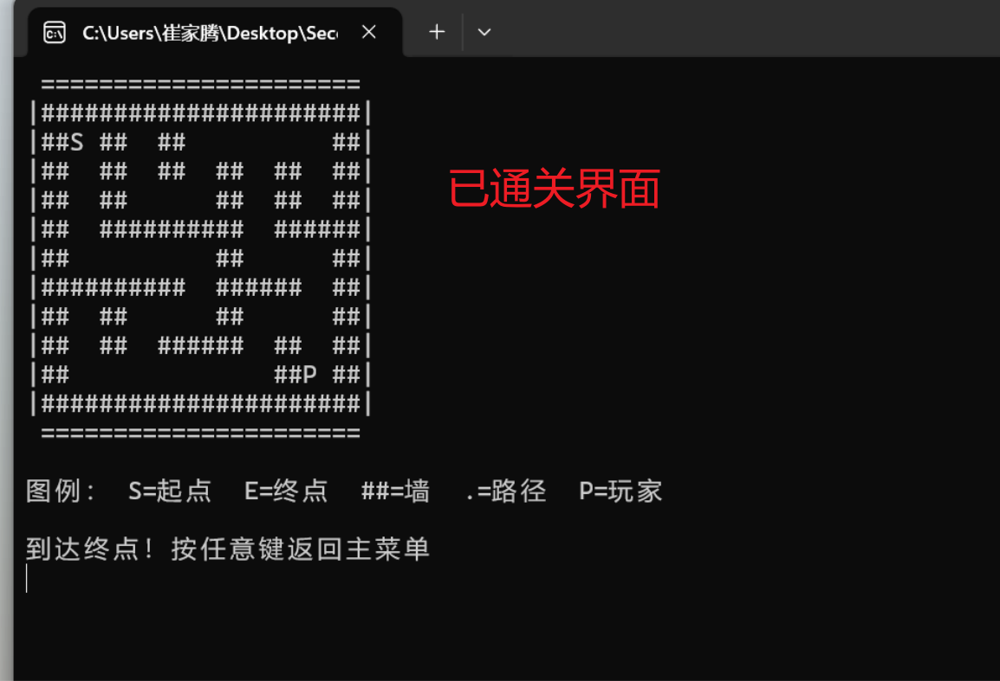 C:\Users\崔家腾\Desktop\Sec
======================
|######################|
|##S ##  ##          ##|
|##  ##  ##  ##  ##  ##|
|##  ##      ##  ##  ##|
|##  ##########  ######|
|##          ##      ##|
|##########  ######  ##|
|##  ##      ##      ##|
|##  ##  ######  ##  ##|
|##              ##P ##|
|######################|
======================
已通关界面
图例： S=起点  E=终点  ##=墙  .=路径  P=玩家
到达终点！按任意键返回主菜单